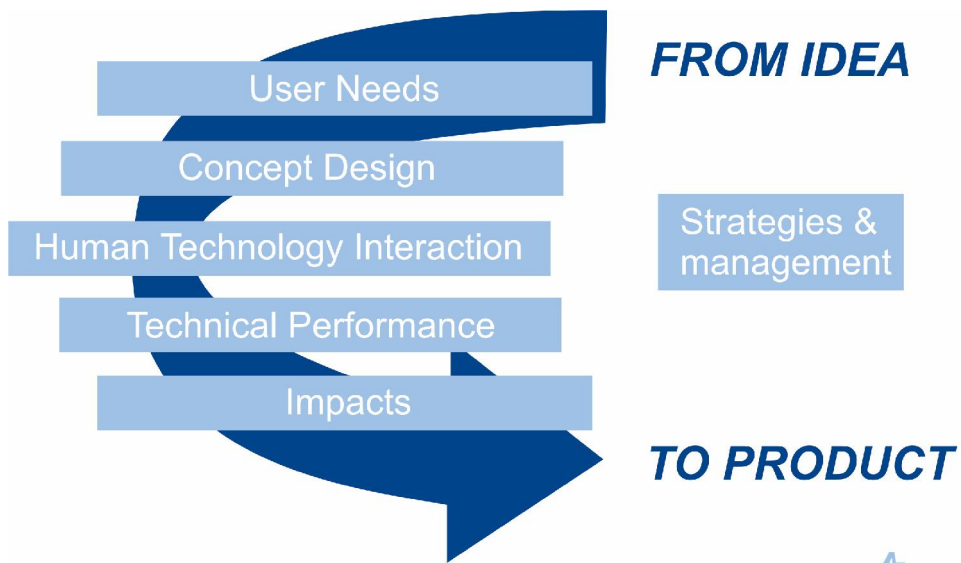 FROM IDEA
User Needs
Concept Design
Human Technology Interaction
Technical Performance
Impacts
Strategies &
management
TO PRODUCT